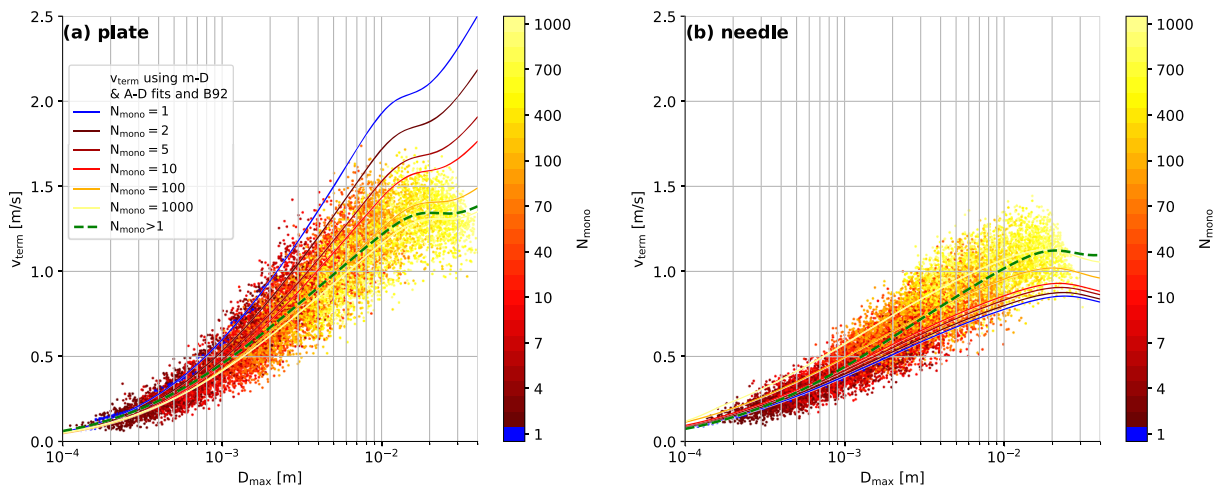 (a) plate
v_term using m-D
& A-D fits and B92
N_mono = 1
N_mono = 2
N_mono = 5
N_mono = 10
N_mono = 100
N_mono = 1000
N_mono>1
2.5
2.0
1.5
1.0
0.5
0.0
v_term [m/s]
10⁻⁴
10⁻³
10⁻²
D_max [m]
1000
700
400
100
70
40
10
7
4
1
N_mono
(b) needle
2.5
2.0
1.5
1.0
0.5
0.0
v_term [m/s]
10⁻⁴
10⁻³
10⁻²
D_max [m]
1000
700
400
100
70
40
10
7
4
1
N_mono